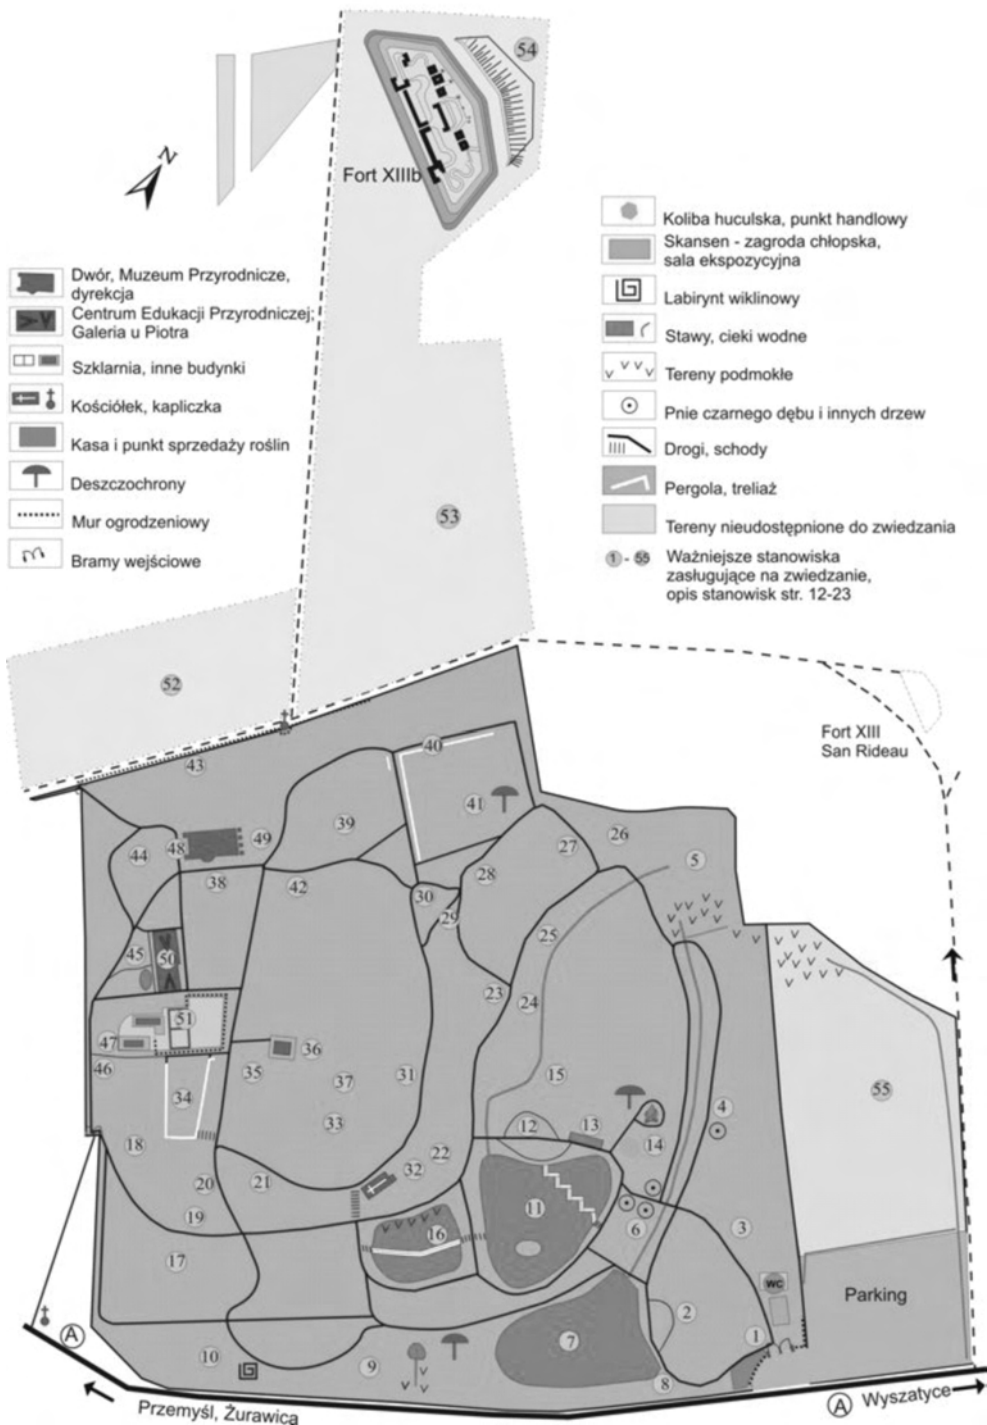 54
Fort XIIIb
N
Dwór, Muzeum Przyrodnicze,
dyrekcja
Centrum Edukacji Przyrodniczej;
Galeria u Piotra
Szklarnia, inne budynki
Kościółek, kapliczka
Kasa i punkt sprzedaży roślin
Deszczochrony
Mur ogrodzeniowy
Bramy wejściowe
Koliba huculska, punkt handlowy
Skansen - zagroda chłopska,
sala ekspozycyjna
Labirynt wiklinowy
Stawy, cieki wodne
Tereny podmokłe
Pnie czarnego dębu i innych drzew
Drogi, schody
Pergola, treliaż
Tereny nieudostępnione do zwiedzania
1 - 55 Ważniejsze stanowiska
zasługujące na zwiedzanie,
opis stanowisk str. 12-23
53
52
Fort XIII
San Rideau
43
40
41
39
26
27
5
44
48
49
38
42
28
30
29
25
45
50
23
24
51
47
46
36
35
37
31
15
34
33
55
4
12
13
14
18
22
32
20
21
19
11
16
6
3
17
WC
Parking
2
1
7
10
9
8
A
Przemyśl, Żurawica
A Wyszatyce